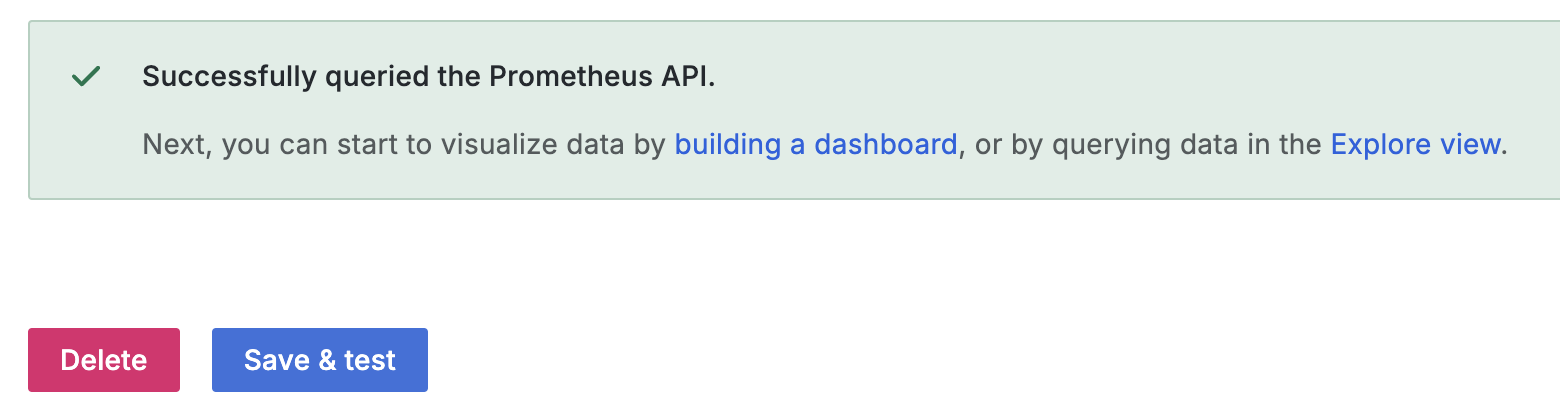 Successfully queried the Prometheus API.
Next, you can start to visualize data by building a dashboard, or by querying data in the Explore view.
Delete
Save & test